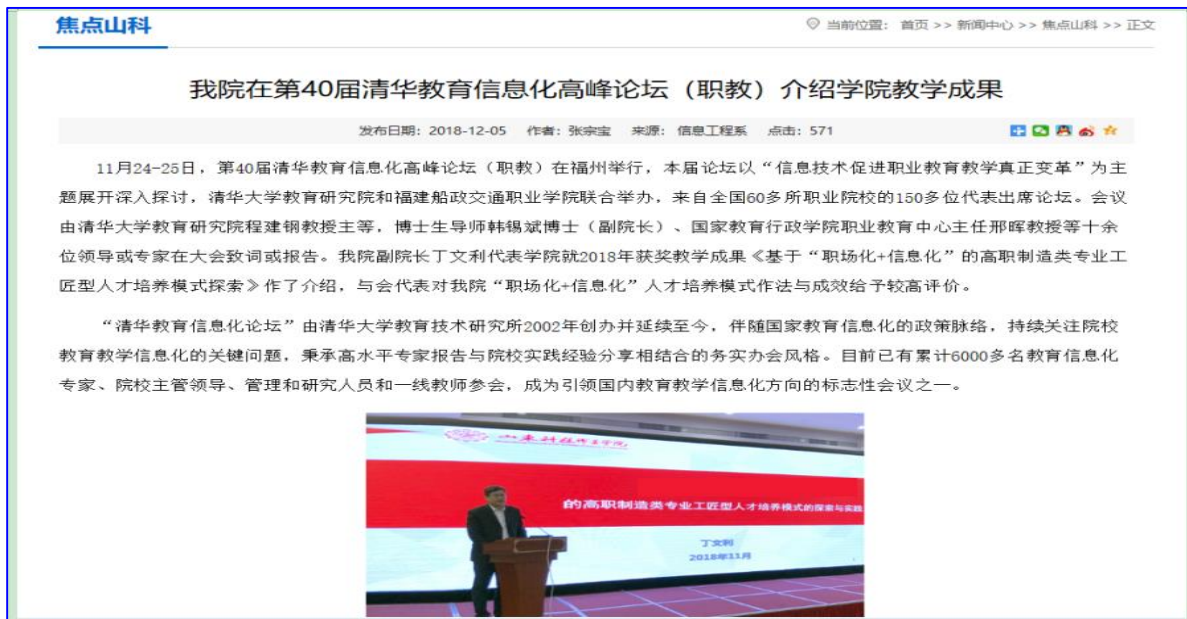 焦点山科
当前位置: 首页 >> 新闻中心 >> 焦点山科 >> 正文
我院在第40届清华教育信息化高峰论坛（职教）介绍学院教学成果
发布日期: 2018-12-05 作者: 张宗宝 来源: 信息工程系 点击: 571
11月24-25日，第40届清华教育信息化高峰论坛（职教）在福州举行，本届论坛以“信息技术促进职业教育教学真正变革”为主
题展开深入探讨，清华大学教育研究院和福建船政交通职业学院联合举办，来自全国60多所职业院校的150多位代表出席论坛。会议
由清华大学教育研究院程建钢教授主等，博士生导师韩锡斌博士（副院长）、国家教育行政学院职业教育中心主任邢晖教授等十余
位领导或专家在大会致词或报告。我院副院长丁文利代表学院就2018年获奖教学成果《基于“职场化+信息化”的高职制造类专业工
匠型人才培养模式探索》作了介绍，与会代表对我院“职场化+信息化”人才培养模式作法与成效给予较高评价。
“清华教育信息化论坛”由清华大学教育技术研究所2002年创办并延续至今，伴随国家教育信息化的政策脉络，持续关注院校
教育教学信息化的关键问题，秉承高水平专家报告与院校实践经验分享相结合的务实办会风格。目前已有累计6000多名教育信息化
专家、院校主管领导、管理和研究人员和一线教师参会，成为引领国内教育教学信息化方向的标志性会议之一。
山东科技职业学院
的高职制造类专业工匠型人才培养模式的探索与实践
丁文利
2018年11月